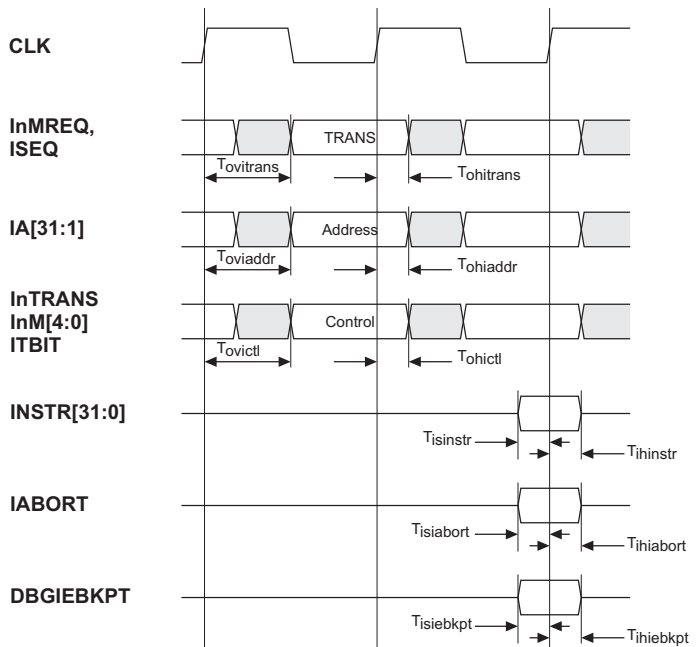 CLK
InMREQ,
ISEQ
TRANS
Tovitrans
Tohitrans
IA[31:1]
Address
Toviaddr
Tohiaddr
InTRANS
InM[4:0]
ITBIT
Control
Tovictl
Tohictl
INSTR[31:0]
Tisinstr
Tihinstr
IABORT
Tisiabort
Tihiabort
DBGIEBKPT
Tisiebkpt
Tihiebkpt